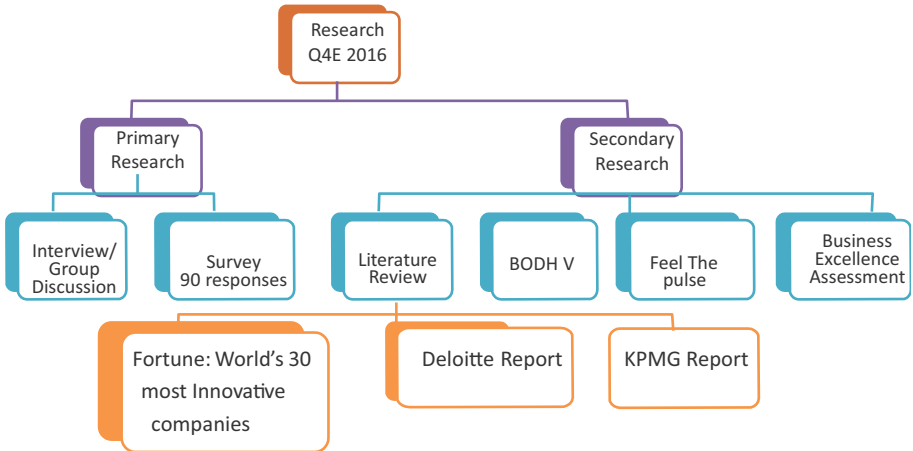 Research
Q4E 2016
Primary
Research
Secondary
Research
Interview/
Group
Discussion
Survey
90 responses
Literature
Review
BODH V
Feel The
pulse
Business
Excellence
Assessment
Fortune: World’s 30
most Innovative
companies
Deloitte Report
KPMG Report